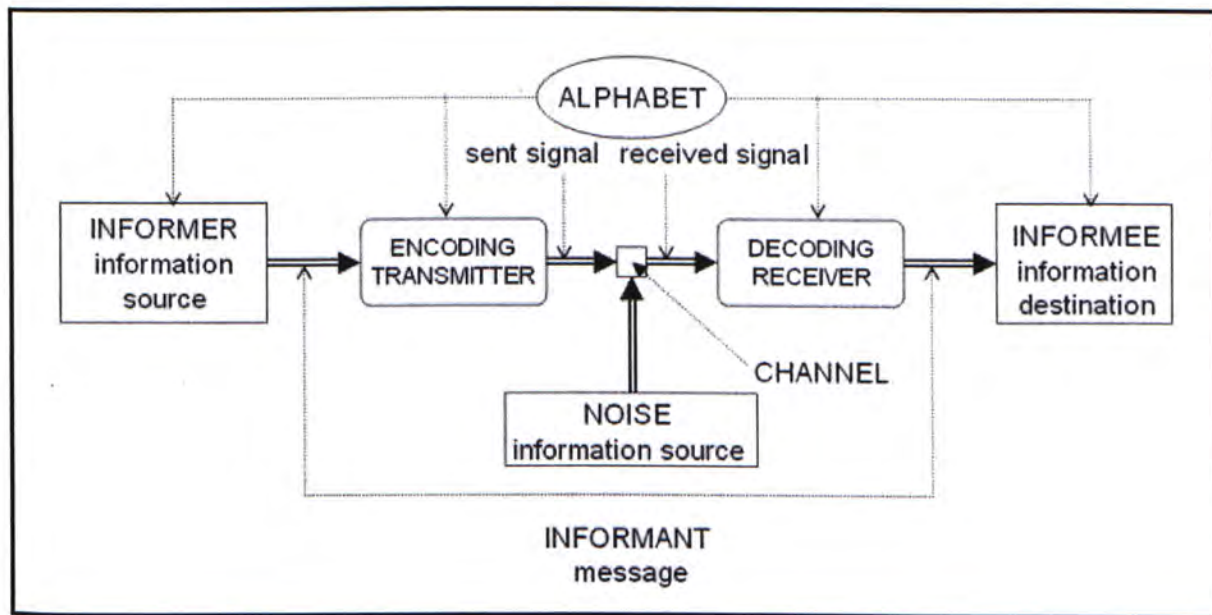 ALPHABET
sent signal received signal
INFORMER
information
source
ENCODING
TRANSMITTER
DECODING
RECEIVER
INFORMEE
information
destination
CHANNEL
NOISE
information source
INFORMANT
message